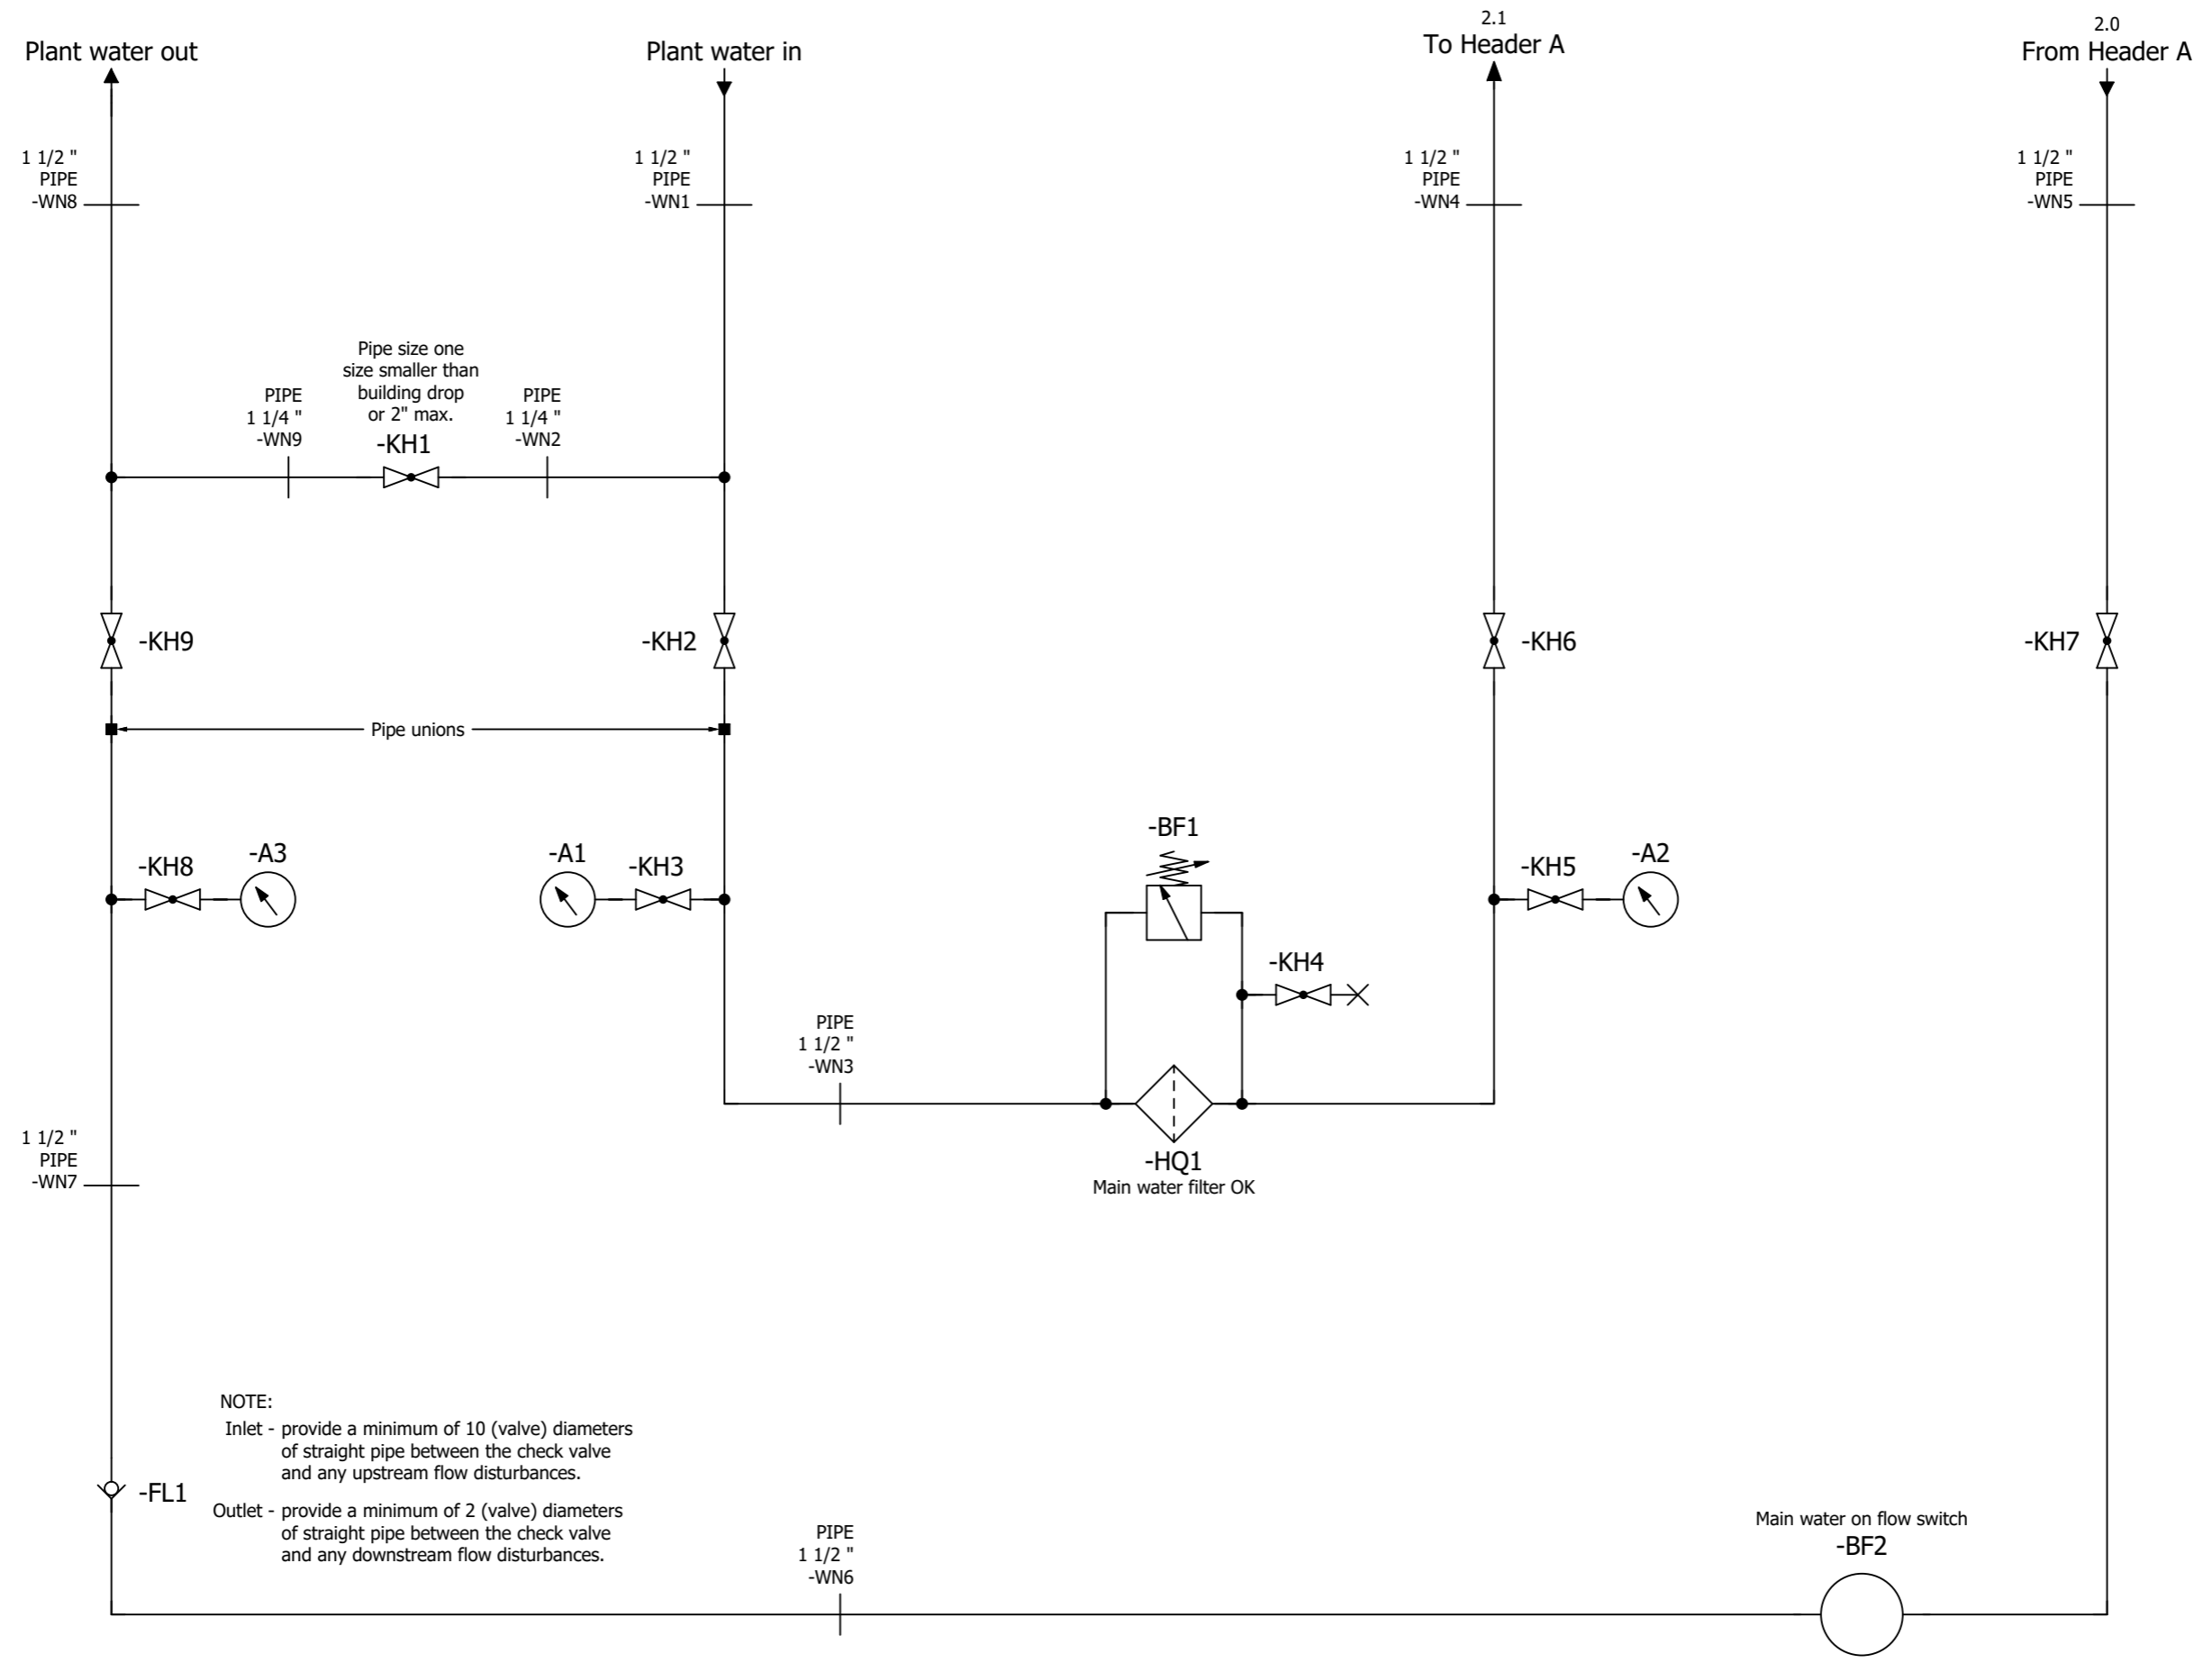 2.1
2.0
Plant water out
Plant water in
To Header A
From Header A
1 1/2 "
PIPE
-WN8
1 1/2 "
PIPE
-WN1
1 1/2 "
PIPE
-WN4
1 1/2 "
PIPE
-WN5
Pipe size one
size smaller than
building drop
or 2" max.
PIPE
1 1/4 "
-WN9
-KH1
PIPE
1 1/4 "
-WN2
-KH9
-KH2
-KH6
-KH7
Pipe unions
-KH8
-A3
-A1
-KH3
-BF1
-KH5
-A2
-KH4
PIPE
1 1/2 "
-WN3
1 1/2 "
PIPE
-WN7
-HQ1
Main water filter OK
NOTE:
Inlet - provide a minimum of 10 (valve) diameters
of straight pipe between the check valve
and any upstream flow disturbances.
-FL1
Outlet - provide a minimum of 2 (valve) diameters
of straight pipe between the check valve
and any downstream flow disturbances.
PIPE
1 1/2 "
-WN6
Main water on flow switch
-BF2